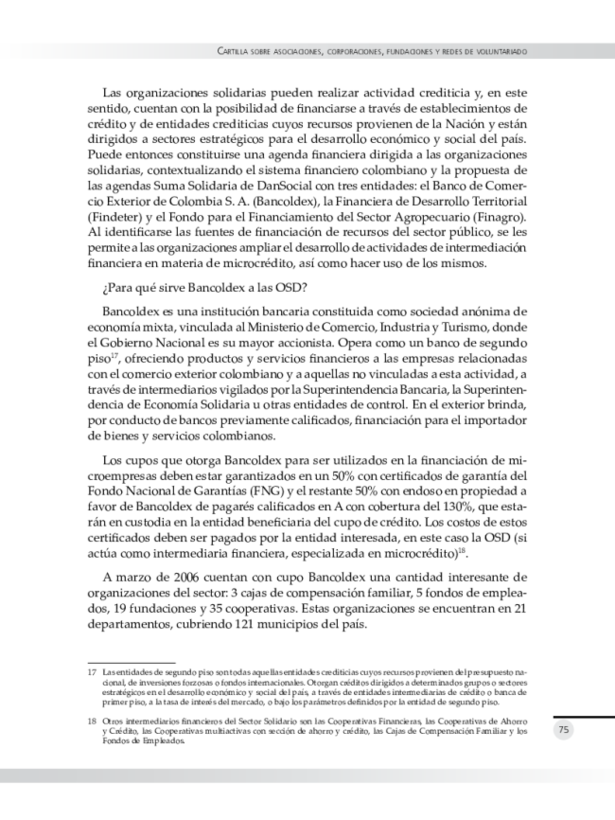 Cartilla sobre asociaciones, corporaciones, fundaciones y redes de voluntariado
Las organizaciones solidarias pueden realizar actividad crediticia y, en este
sentido, cuentan con la posibilidad de financiarse a través de establecimientos de
crédito y de entidades crediticias cuyos recursos provienen de la Nación y están
dirigidos a sectores estratégicos para el desarrollo económico y social del país.
Puede entonces constituirse una agenda financiera dirigida a las organizaciones
solidarias, contextualizando el sistema financiero colombiano y la propuesta de
las agendas Suma Solidaria de DanSocial con tres entidades: el Banco de Comer-
cio Exterior de Colombia S. A. (Bancoldex), la Financiera de Desarrollo Territorial
(Findeter) y el Fondo para el Financiamiento del Sector Agropecuario (Finagro).
Al identificarse las fuentes de financiación de recursos del sector público, se les
permite a las organizaciones ampliar el desarrollo de actividades de intermediación
financiera en materia de microcrédito, así como hacer uso de los mismos.
¿Para qué sirve Bancoldex a las OSD?
Bancoldex es una institución bancaria constituida como sociedad anónima de
economía mixta, vinculada al Ministerio de Comercio, Industria y Turismo, donde
el Gobierno Nacional es su mayor accionista. Opera como un banco de segundo
piso17, ofreciendo productos y servicios financieros a las empresas relacionadas
con el comercio exterior colombiano y a aquellas no vinculadas a esta actividad, a
través de intermediarios vigilados por la Superintendencia Bancaria, la Superinten-
dencia de Economía Solidaria u otras entidades de control. En el exterior brinda,
por conducto de bancos previamente calificados, financiación para el importador
de bienes y servicios colombianos.
Los cupos que otorga Bancoldex para ser utilizados en la financiación de mi-
croempresas deben estar garantizados en un 50% con certificados de garantía del
Fondo Nacional de Garantías (FNG) y el restante 50% con endoso en propiedad a
favor de Bancoldex de pagarés calificados en A con cobertura del 130%, que esta-
rán en custodia en la entidad beneficiaria del cupo de crédito. Los costos de estos
certificados deben ser pagados por la entidad interesada, en este caso la OSD (si
actúa como intermediaria financiera, especializada en microcrédito)18.
A marzo de 2006 cuentan con cupo Bancoldex una cantidad interesante de
organizaciones del sector: 3 cajas de compensación familiar, 5 fondos de emplea-
dos, 19 fundaciones y 35 cooperativas. Estas organizaciones se encuentran en 21
departamentos, cubriendo 121 municipios del país.
17 Las entidades de segundo piso son todas aquellas entidades crediticias cuyos recursos provienen del presupuesto na-
cional, de inversiones forzosas o fondos internacionales. Otorgan créditos dirigidos a determinados grupos o sectores
estratégicos en el desarrollo económico y social del país, a través de entidades intermediarias de crédito o banca de
primer piso, a la tasa de interés del mercado, o bajo los parámetros definidos por la entidad de segundo piso.
18 Otros intermediarios financieros del Sector Solidario son las Cooperativas Financieras, las Cooperativas de Ahorro
y Crédito, las Cooperativas multiactivas con sección de ahorro y crédito, las Cajas de Compensación Familiar y los
Fondos de Empleados.
75